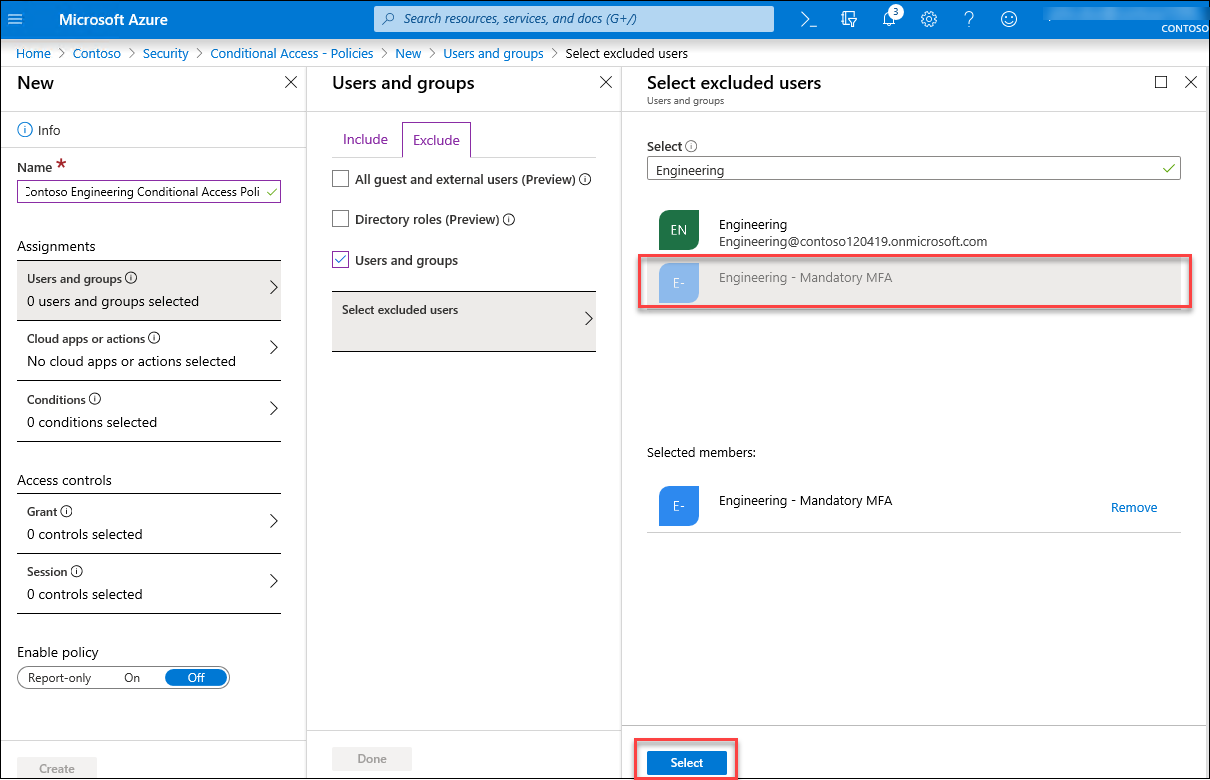 Microsoft Azure
Search resources, services, and docs (G+/)
3
CONTOSO
Home > Contoso > Security > Conditional Access - Policies > New > Users and groups > Select excluded users
New
Info
Name *
Contoso Engineering Conditional Access Poli
Assignments
Users and groups
0 users and groups selected
Cloud apps or actions
No cloud apps or actions selected
Conditions
0 conditions selected
Access controls
Grant
0 controls selected
Session
0 controls selected
Enable policy
Report-only On Off
Create
Users and groups
Include Exclude
All guest and external users (Preview)
Directory roles (Preview)
Users and groups
Select excluded users
Done
Select excluded users
Users and groups
Select
Engineering
EN
Engineering
Engineering@contoso120419.onmicrosoft.com
E-
Engineering - Mandatory MFA
Selected members:
E-
Engineering - Mandatory MFA
Remove
Select